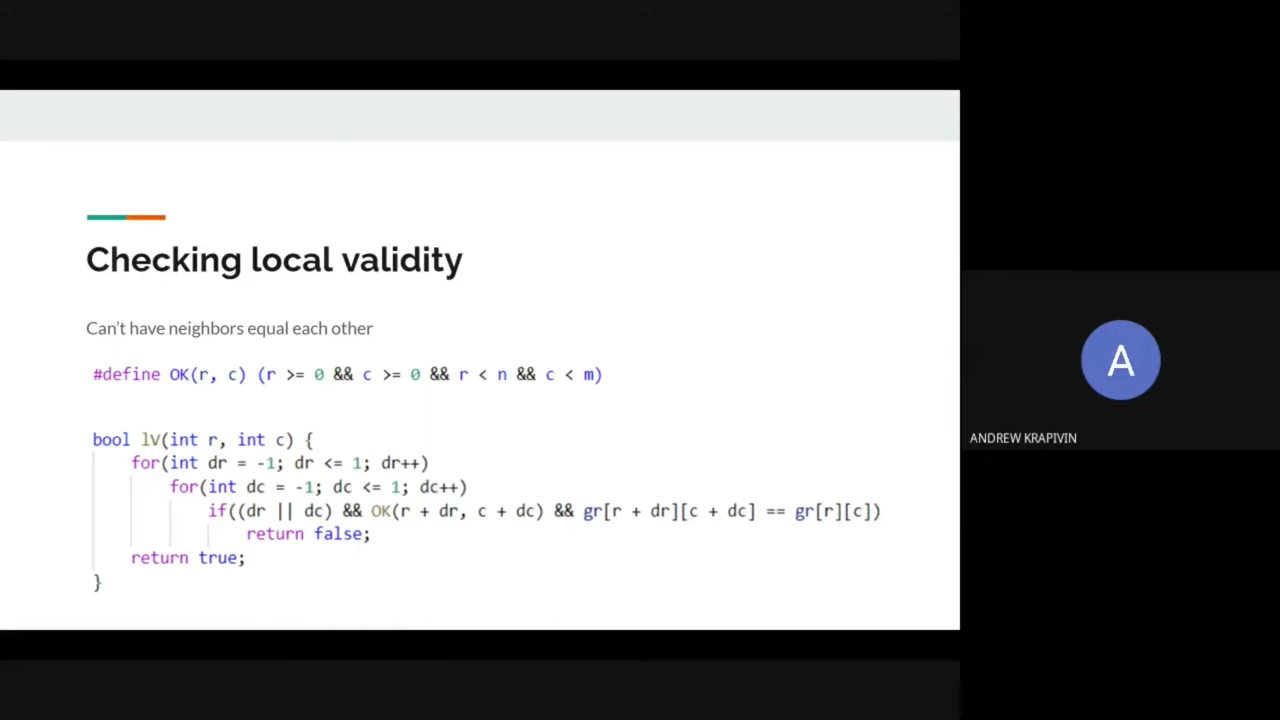 Checking local validity
Can't have neighbors equal each other
#define OK(r, c) (r >= 0 && c >= 0 && r < n && c < m)
bool lV(int r, int c) {
for(int dr = -1; dr <= 1; dr++)
for(int dc = -1; dc <= 1; dc++)
if((dr || dc) && OK(r + dr, c + dc) && gr[r + dr][c + dc] == gr[r][c])
return false;
return true;
}
A
ANDREW KRAPIVIN